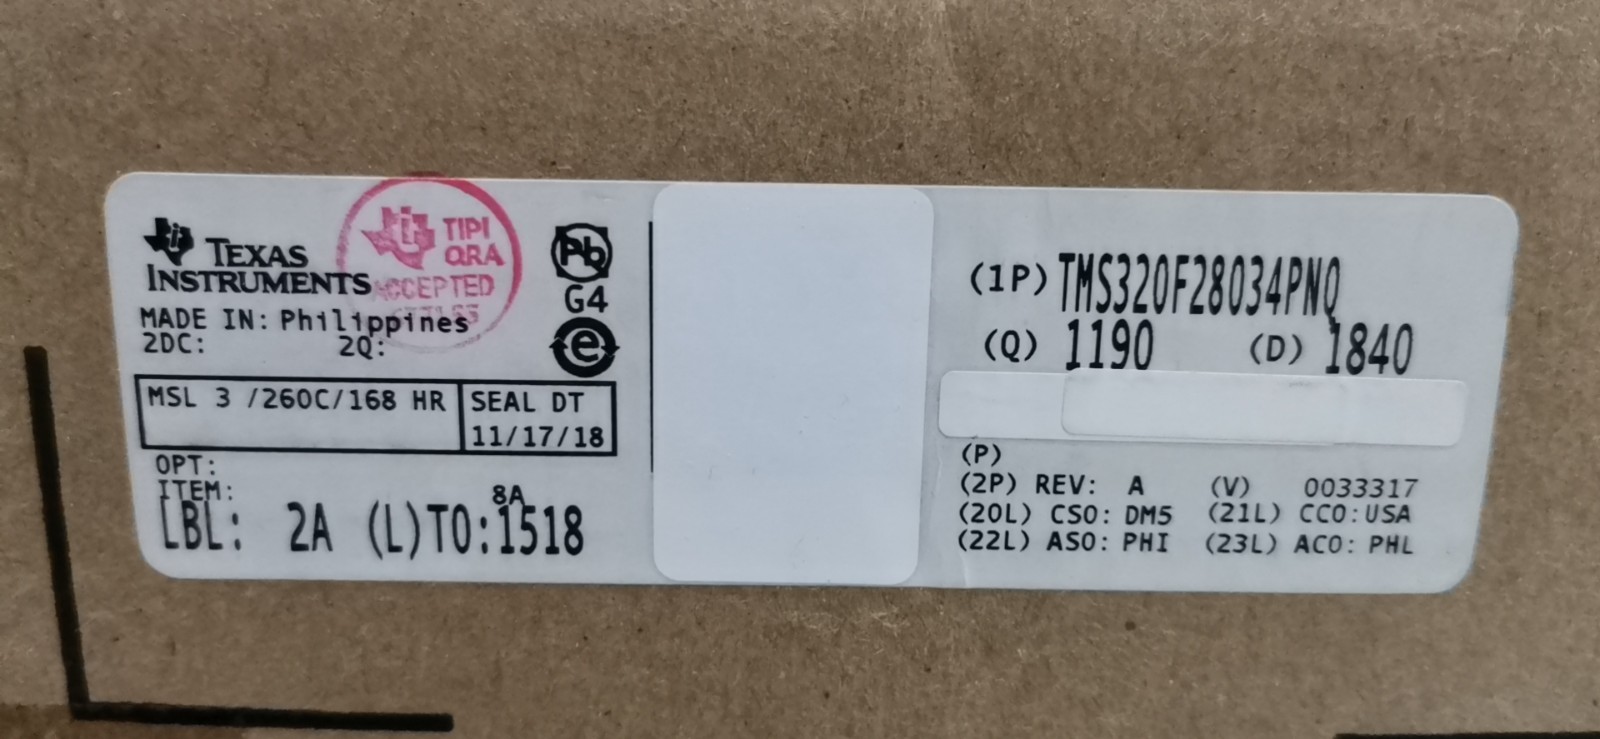 TEXAS
INSTRUMENTS
TIPI
QRA
ACCEPTED
Pb
G4
e
MADE IN: Philippines
2DC: 2Q:
MSL 3 /260C/168 HR
SEAL DT
11/17/18
OPT:
ITEM:
8A
LBL: 2A (L)TO:1518
(1P) TMS320F28034PNQ
(Q) 1190 (D) 1840
(P)
(2P) REV: A (V) 0033317
(20L) CSO: DM5 (21L) CCO:USA
(22L) ASO: PHI (23L) ACO: PHL